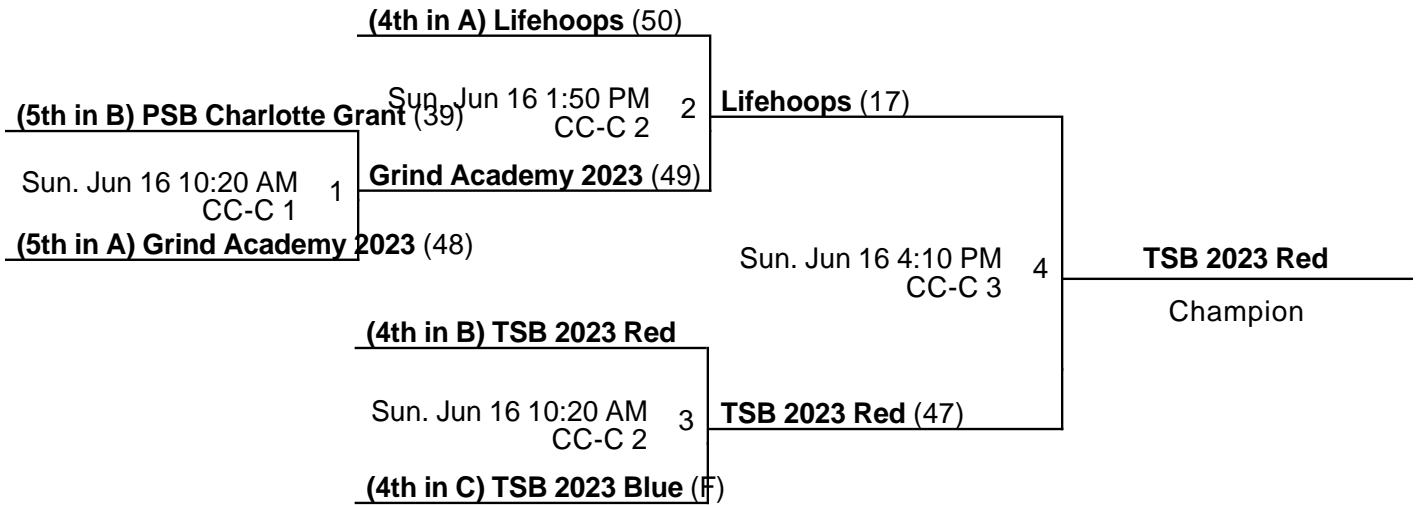 (4th in A) Lifehoops (50)
Sun. Jun 16 1:50 PM
CC-C 2
2
Lifehoops (17)
(5th in B) PSB Charlotte Grant (39)
Sun. Jun 16 10:20 AM
CC-C 1
1
Grind Academy 2023 (49)
(5th in A) Grind Academy 2023 (48)
Sun. Jun 16 4:10 PM
CC-C 3
4
TSB 2023 Red
Champion
(4th in B) TSB 2023 Red
Sun. Jun 16 10:20 AM
CC-C 2
3
TSB 2023 Red (47)
(4th in C) TSB 2023 Blue (F)